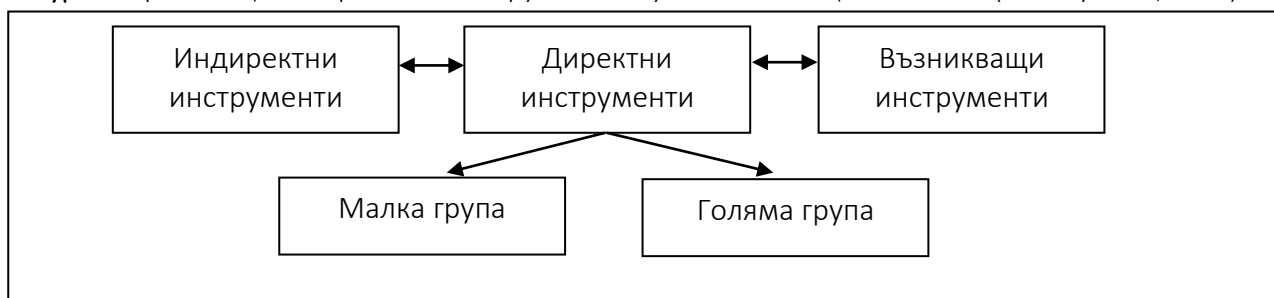 Индиректни
инструменти
Директни
инструменти
Възникващи
инструменти
Малка група
Голяма група